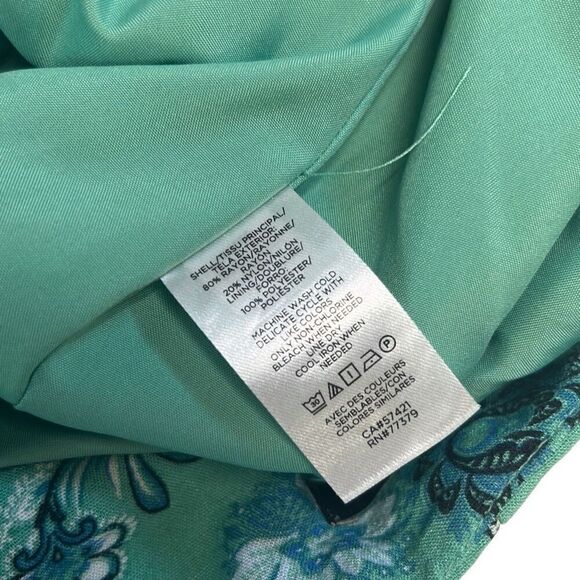 SHELL/TISSU PRINCIPAL/
TELA EXTERIOR:
80% RAYON/RAYONNE/
RAYÓN
20% NYLON/NILÓN
LINING/DOUBLURE/
FORRO:
100% POLYESTER/
POLIÉSTER
MACHINE WASH COLD
DELICATE CYCLE WITH
LIKE COLORS
ONLY NON-CHLORINE
BLEACH WHEN NEEDED
LINE DRY
COOL IRON WHEN
NEEDED
30 P
AVEC DES COULEURS
SEMBLABLES/CON
COLORES SIMILARES
CA#57421
RN#77379